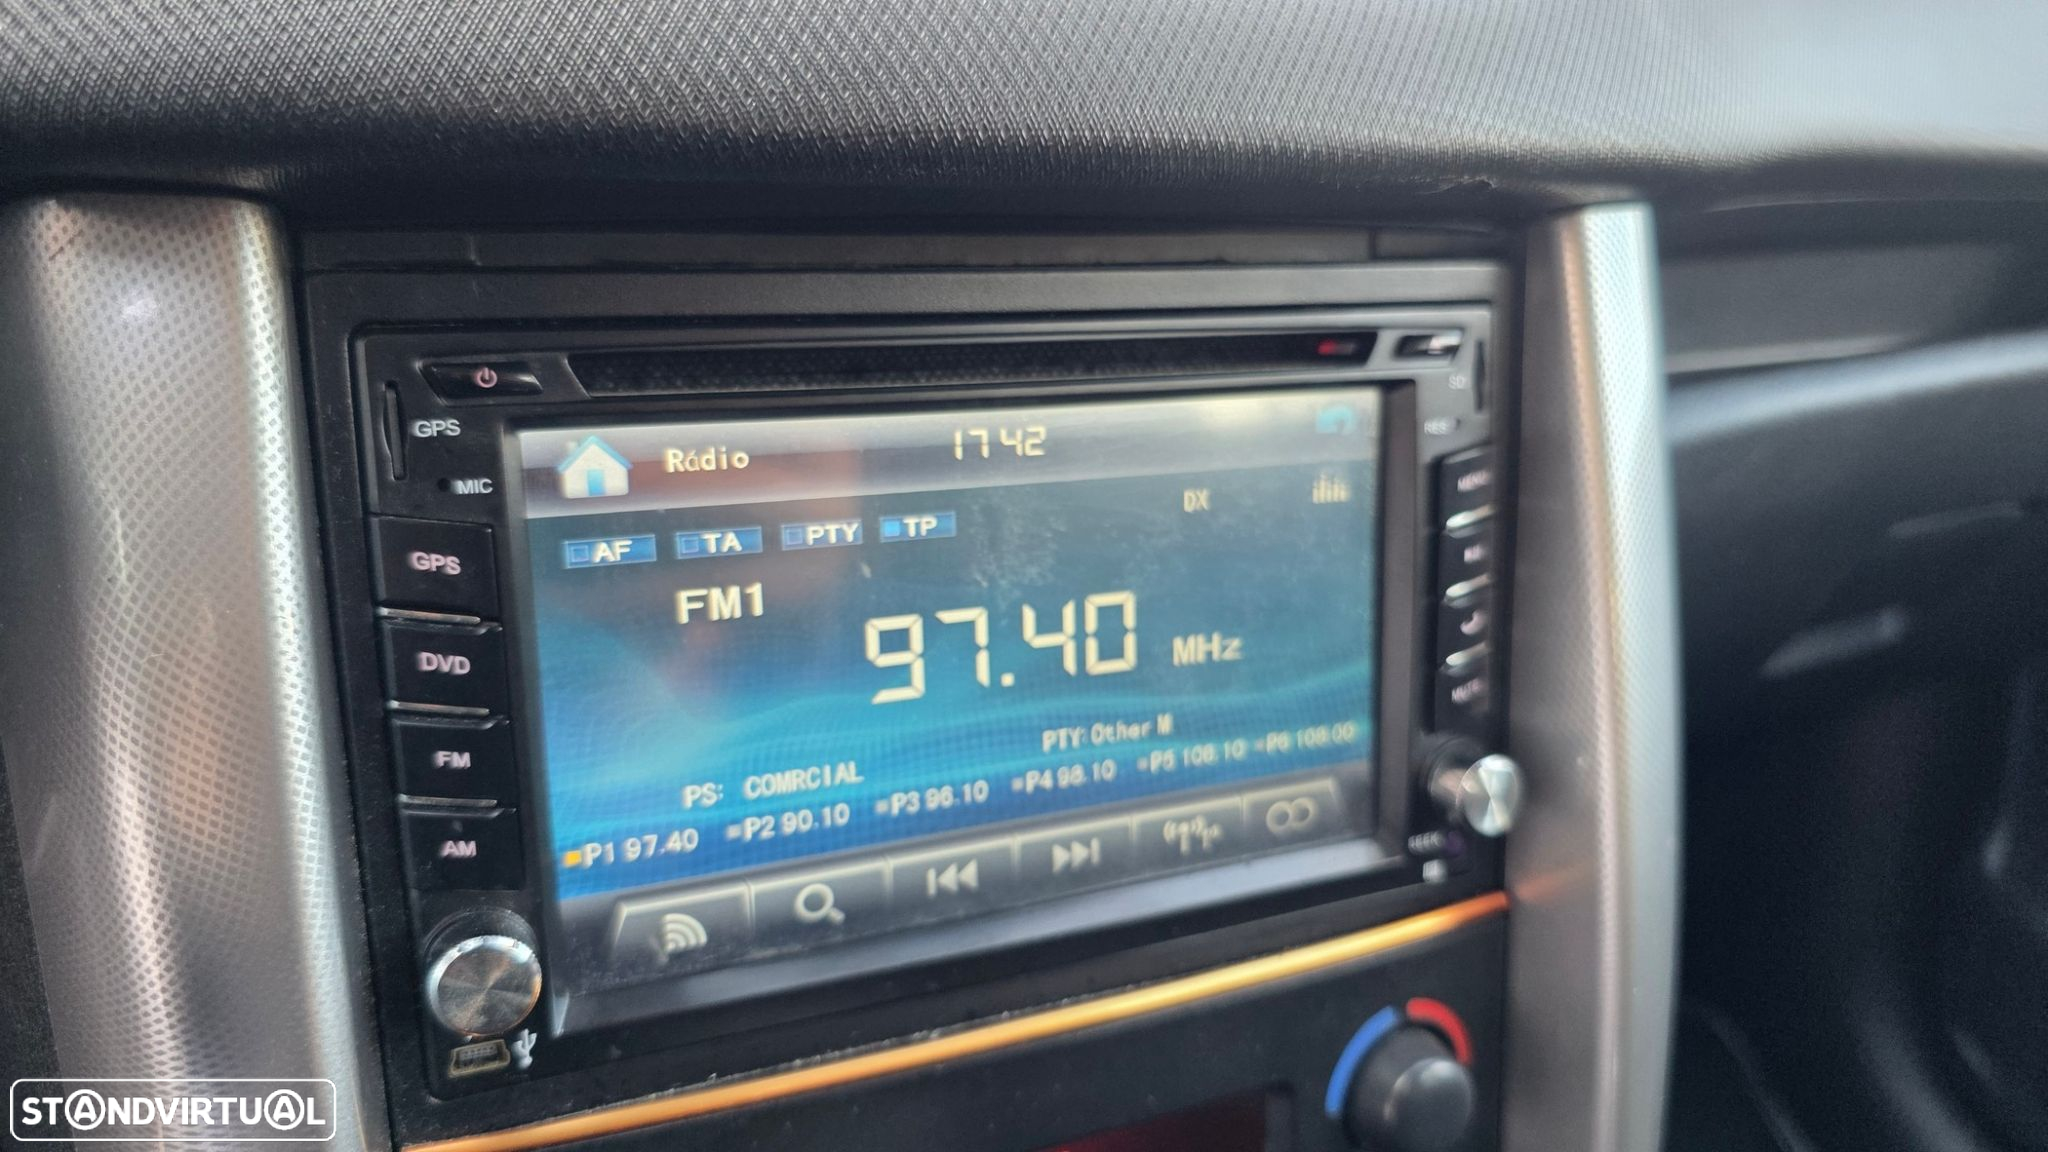 GPS
SD
MIC
RES
Rádio
17 42
DX
AF TA PTY TP
GPS
FM1
97.40 MHz
DVD
MUTE
PTY: Other M
FM
PS: COMRCIAL
P1 97.40 P2 90.10 P3 96.10 P4 98.10 P5 108.10 P6 108.00
AM
STANDVIRTUAL